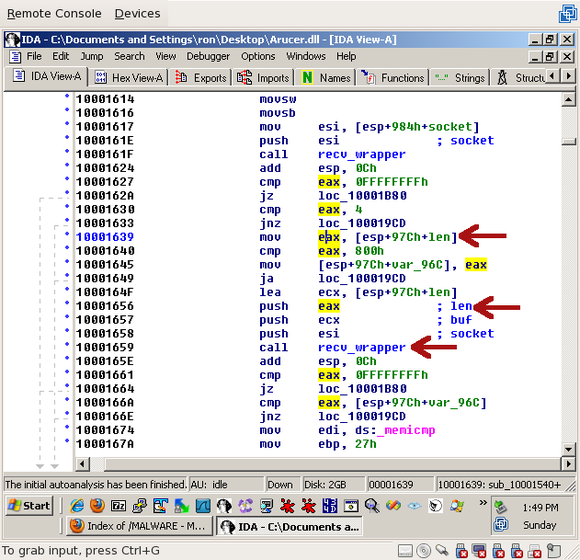 Remote Console Devices
IDA - C:\Documents and Settings\ron\Desktop\Arucer.dll - [IDA View-A]
File Edit Jump Search View Debugger Options Windows Help
IDA View-A Hex View-A Exports Imports N Names Functions "..." Strings Structu
10001614 movsw
10001616 movsb
10001617 mov esi, [esp+984h+socket]
1000161E push esi ; socket
1000161F call recv_wrapper
10001624 add esp, 0Ch
10001627 cmp eax, 0FFFFFFFFh
1000162A jz loc_10001B80
10001630 cmp eax, 4
10001633 jnz loc_100019CD
10001639 mov eax, [esp+97Ch+len]
10001640 cmp eax, 800h
10001645 mov [esp+97Ch+var_96C], eax
10001649 ja loc_100019CD
1000164F lea ecx, [esp+97Ch+len]
10001656 push eax ; len
10001657 push ecx ; buf
10001658 push esi ; socket
10001659 call recv_wrapper
1000165E add esp, 0Ch
10001661 cmp eax, 0FFFFFFFFh
10001664 jz loc_10001B80
1000166A cmp eax, [esp+97Ch+var_96C]
1000166E jnz loc_100019CD
10001674 mov edi, ds:_memicmp
1000167A mov ebp, 27h
The initial autoanalysis has been finished. AU: idle Down Disk: 2GB 00001639 10001639: sub_10001540+
Start 1:49 PM
Index of /MALWARE - M... IDA - C:\Documents a... Sunday
To grab input, press Ctrl+G